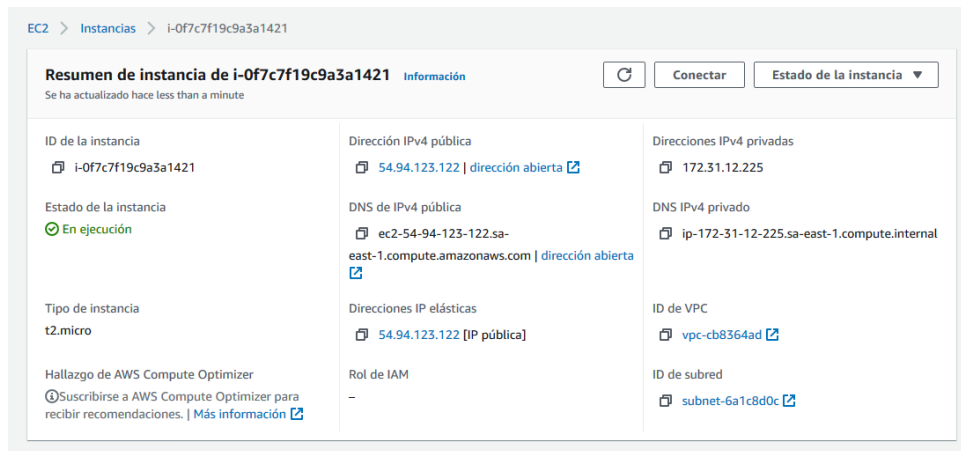 EC2 > Instancias > i-0f7c7f19c9a3a1421
Resumen de instancia de i-0f7c7f19c9a3a1421 Información
Se ha actualizado hace less than a minute
Conectar
Estado de la instancia ▼
ID de la instancia
i-0f7c7f19c9a3a1421
Dirección IPv4 pública
54.94.123.122 | dirección abierta
Direcciones IPv4 privadas
172.31.12.225
Estado de la instancia
En ejecución
DNS de IPv4 pública
ec2-54-94-123-122.sa-
east-1.compute.amazonaws.com | dirección abierta
DNS IPv4 privado
ip-172-31-12-225.sa-east-1.compute.internal
Tipo de instancia
t2.micro
Direcciones IP elásticas
54.94.123.122 [IP pública]
ID de VPC
vpc-cb8364ad
Hallazgo de AWS Compute Optimizer
Suscribirse a AWS Compute Optimizer para
recibir recomendaciones. | Más información
Rol de IAM
–
ID de subred
subnet-6a1c8d0c